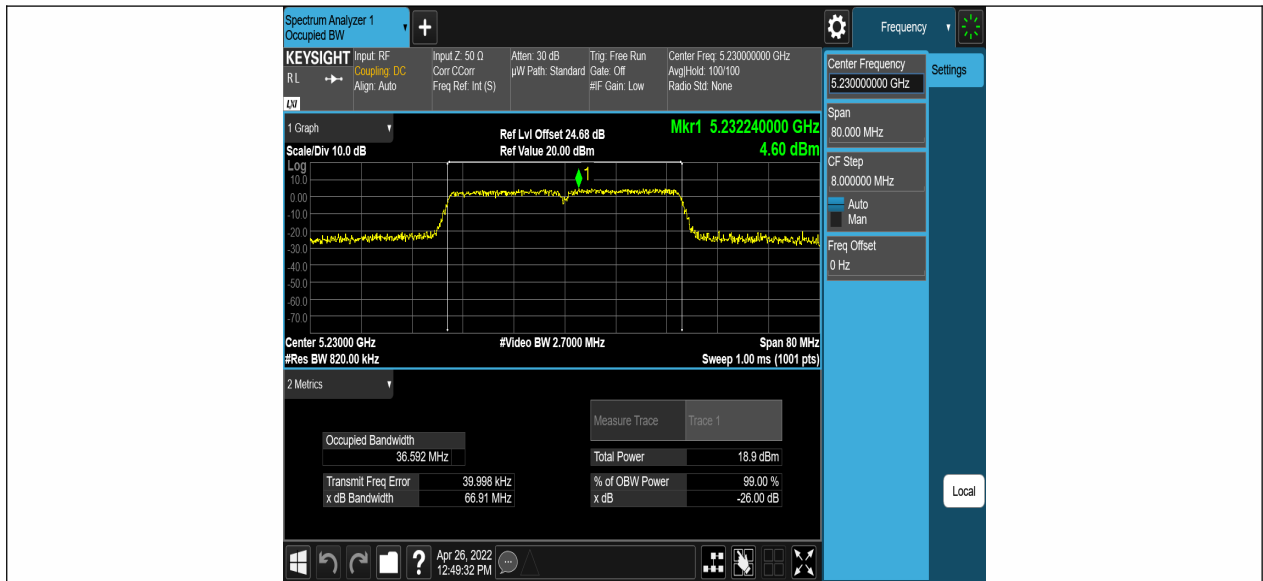 Spectrum Analyzer 1
Occupied BW
+
Frequency
KEYSIGHT
RL
LXI
Input: RF
Coupling: DC
Align: Auto
Input Z: 50 Ω
Corr CCorr
Freq Ref: Int (S)
Atten: 30 dB
µW Path: Standard
Trig: Free Run
Gate: Off
#IF Gain: Low
Center Freq: 5.230000000 GHz
Avg|Hold: 100/100
Radio Std: None
Center Frequency
5.230000000 GHz
Settings
Span
80.000 MHz
CF Step
8.000000 MHz
Auto
Man
Freq Offset
0 Hz
Local
1 Graph
Scale/Div 10.0 dB
Ref Lvl Offset 24.68 dB
Ref Value 20.00 dBm
Mkr1 5.232240000 GHz
4.60 dBm
Log
10.0
0.00
-10.0
-20.0
-30.0
-40.0
-50.0
-60.0
-70.0
1
Center 5.23000 GHz
#Video BW 2.7000 MHz
Span 80 MHz
#Res BW 820.00 kHz
Sweep 1.00 ms (1001 pts)
2 Metrics
Measure Trace
Trace 1
Occupied Bandwidth
36.592 MHz
Total Power
18.9 dBm
Transmit Freq Error
39.998 kHz
% of OBW Power
99.00 %
x dB Bandwidth
66.91 MHz
x dB
-26.00 dB
?
Apr 26, 2022
12:49:32 PM